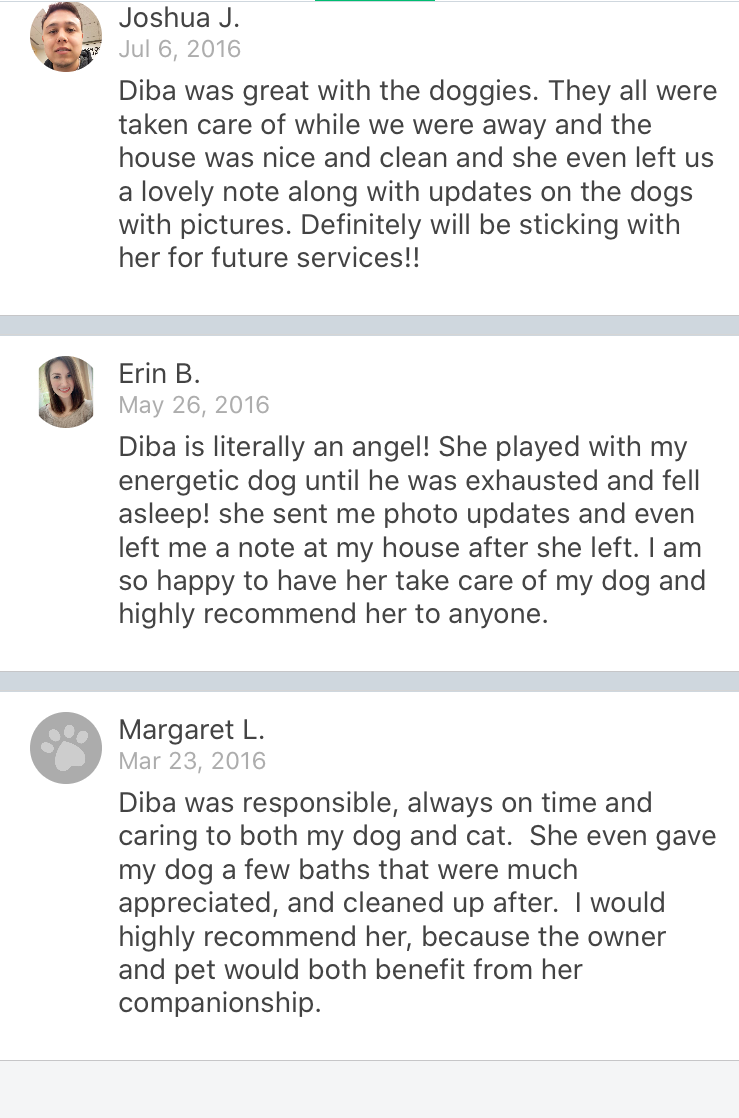 Joshua J.
Jul 6, 2016
Diba was great with the doggies. They all were
taken care of while we were away and the
house was nice and clean and she even left us
a lovely note along with updates on the dogs
with pictures. Definitely will be sticking with
her for future services!!
Erin B.
May 26, 2016
Diba is literally an angel! She played with my
energetic dog until he was exhausted and fell
asleep! she sent me photo updates and even
left me a note at my house after she left. I am
so happy to have her take care of my dog and
highly recommend her to anyone.
Margaret L.
Mar 23, 2016
Diba was responsible, always on time and
caring to both my dog and cat.  She even gave
my dog a few baths that were much
appreciated, and cleaned up after.  I would
highly recommend her, because the owner
and pet would both benefit from her
companionship.